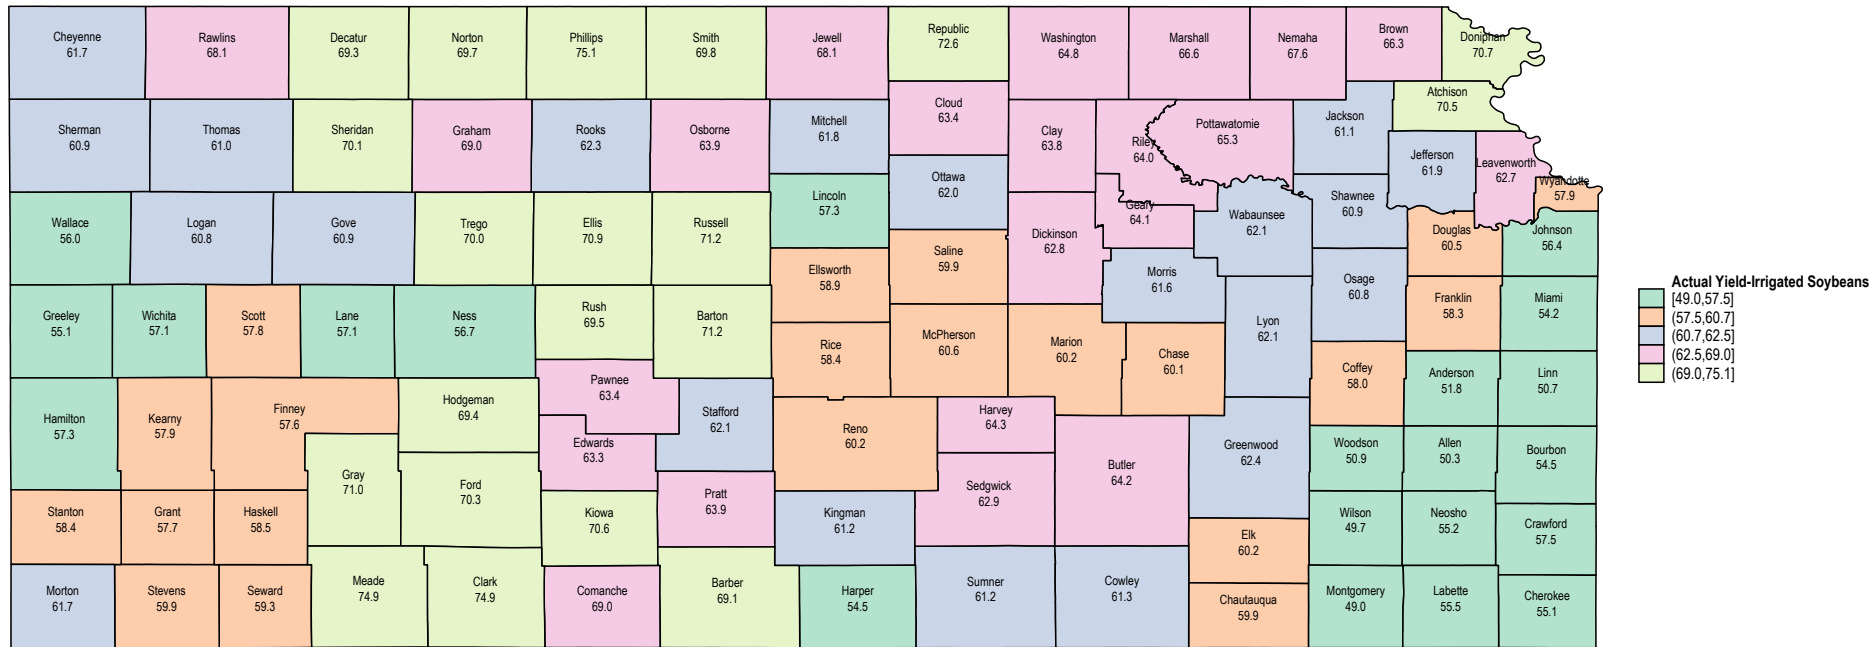 Cheyenne
61.7
Rawlins
68.1
Decatur
69.3
Norton
69.7
Phillips
75.1
Smith
69.8
Jewell
68.1
Republic
72.6
Washington
64.8
Marshall
66.6
Nemaha
67.6
Brown
66.3
Doniphan
70.7
Sherman
60.9
Thomas
61.0
Sheridan
70.1
Graham
69.0
Rooks
62.3
Osborne
63.9
Mitchell
61.8
Cloud
63.4
Clay
63.8
Riley
64.0
Pottawatomie
65.3
Jackson
61.1
Atchison
70.5
Jefferson
61.9
Leavenworth
62.7
Wyandotte
57.9
Wallace
56.0
Logan
60.8
Gove
60.9
Trego
70.0
Ellis
70.9
Russell
71.2
Lincoln
57.3
Ottawa
62.0
Dickinson
62.8
Geary
64.1
Wabaunsee
62.1
Shawnee
60.9
Douglas
60.5
Johnson
56.4
Ellsworth
58.9
Saline
59.9
Morris
61.6
Osage
60.8
Franklin
58.3
Miami
54.2
Greeley
55.1
Wichita
57.1
Scott
57.8
Lane
57.1
Ness
56.7
Rush
69.5
Barton
71.2
Rice
58.4
McPherson
60.6
Marion
60.2
Chase
60.1
Lyon
62.1
Coffey
58.0
Anderson
51.8
Linn
50.7
Hamilton
57.3
Kearny
57.9
Finney
57.6
Hodgeman
69.4
Pawnee
63.4
Stafford
62.1
Reno
60.2
Harvey
64.3
Butler
64.2
Greenwood
62.4
Woodson
50.9
Allen
50.3
Bourbon
54.5
Gray
71.0
Ford
70.3
Edwards
63.3
Pratt
63.9
Kiowa
70.6
Kingman
61.2
Sedgwick
62.9
Elk
60.2
Wilson
49.7
Neosho
55.2
Crawford
57.5
Stanton
58.4
Grant
57.7
Haskell
58.5
Morton
61.7
Stevens
59.9
Seward
59.3
Meade
74.9
Clark
74.9
Comanche
69.0
Barber
69.1
Harper
54.5
Sumner
61.2
Cowley
61.3
Chautauqua
59.9
Montgomery
49.0
Labette
55.5
Cherokee
55.1
Actual Yield-Irrigated Soybeans
[49.0,57.5]
(57.5,60.7]
(60.7,62.5]
(62.5,69.0]
(69.0,75.1]